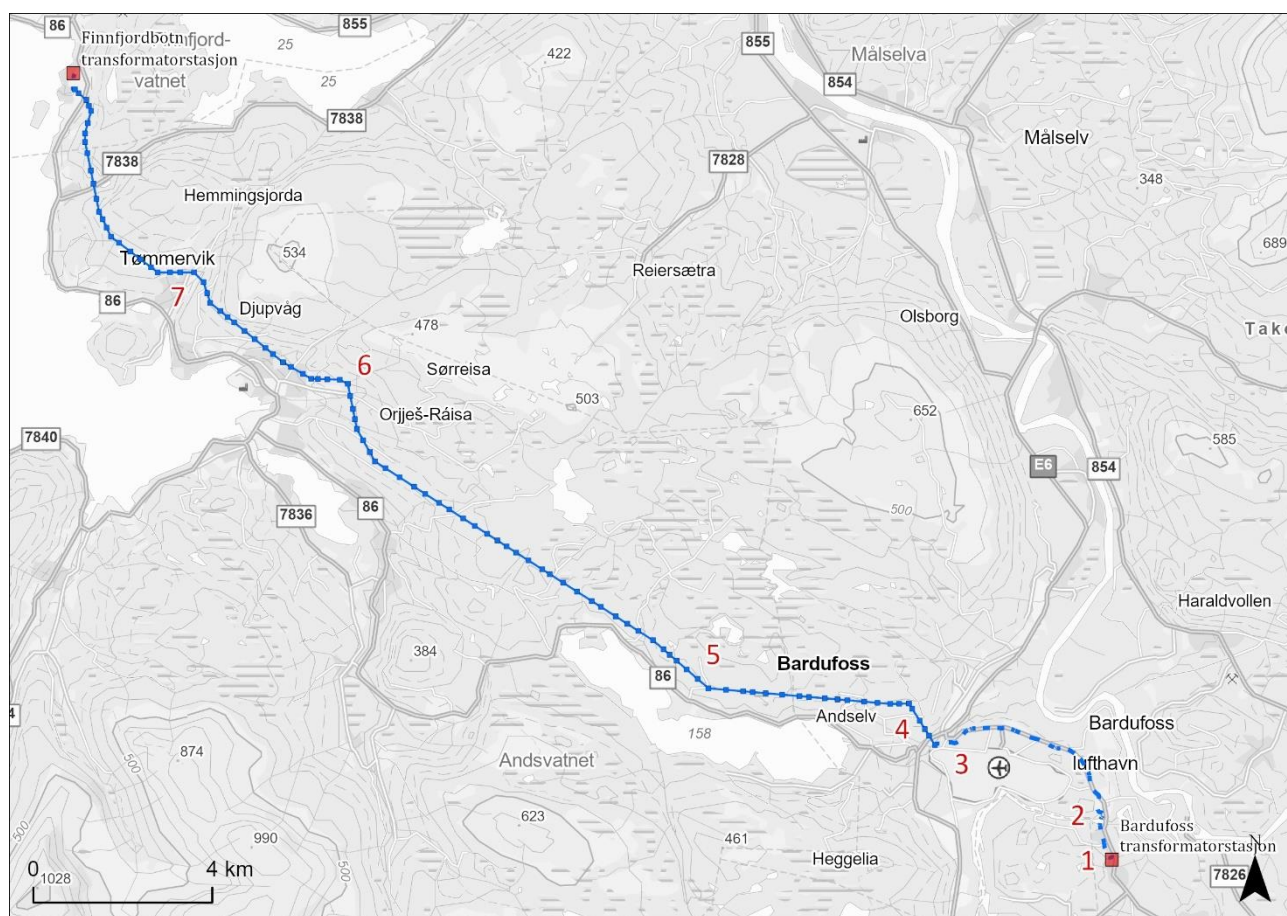 86
855
Finnfjordbotn
transformatorstasjon
nfjord-
vatnet
25
25
422
855
Målselva
854
7838
7838
7828
Målselv
348
689
Hemmingsjorda
534
Tømmervik
Reiersætra
86
7
Djupvåg
478
Olsborg
Tako
6
Sørreisa
503
Orjješ-Ráisa
652
7840
585
E6
854
86
500
7836
Haraldvollen
384
5
Bardufoss
86
4
Andselv
4
158
Bardufoss
874
Andsvatnet
3
lufthavn
500
2
623
Bardufoss
transformatorstasjon
990
461
500
1
N
0
4 km
Heggelia
7826
1028